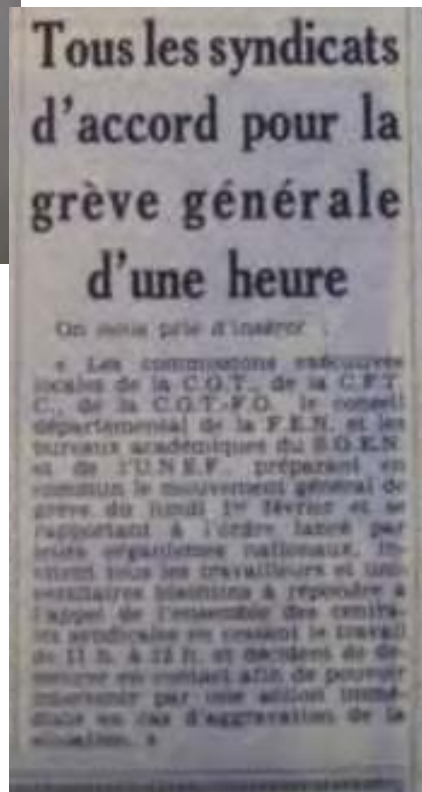 Tous les syndicats
d'accord pour la
grève générale
d'une heure
On nous prie d'insérer :
« Les commissions exécutives
locales de la C.G.T., de la C.F.T.
C., de la C.G.T.-F.O. le conseil
départemental de la F.E.N. et les
bureaux académiques du S.G.E.N.
et de l'U.N.E.F., préparant en
commun le mouvement général de
grève du lundi 1er février et se
rapportant à l'ordre lancé par
leurs organismes nationaux, in-
vitent tous les travailleurs et uni-
versitaires à répondre à
l'appel de l'ensemble des centra-
les syndicales en cessant le travail
de 11 h. à 12 h. et décident de de-
meurer en contact afin de pouvoir
intervenir par une action immé-
diate en cas d'aggravation de la
situation. »